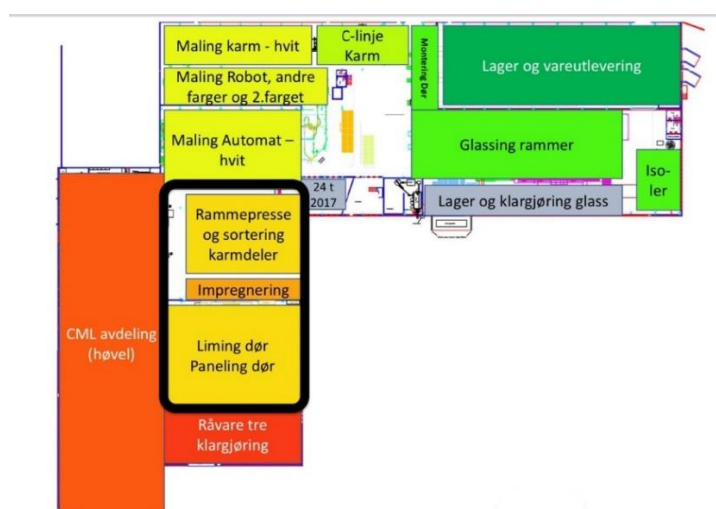 Maling karm - hvit
C-linje
Karm
Montering Dør
Lager og vareutlevering
Maling Robot, andre
farger og 2.farget
Maling Automat –
hvit
Glassing rammer
Iso-
ler
24 t
2017
Lager og klargjøring glass
Rammepresse
og sortering
karmdeler
Impregnering
CML avdeling
(høvel)
Liming dør
Paneling dør
Råvare tre
klargjøring